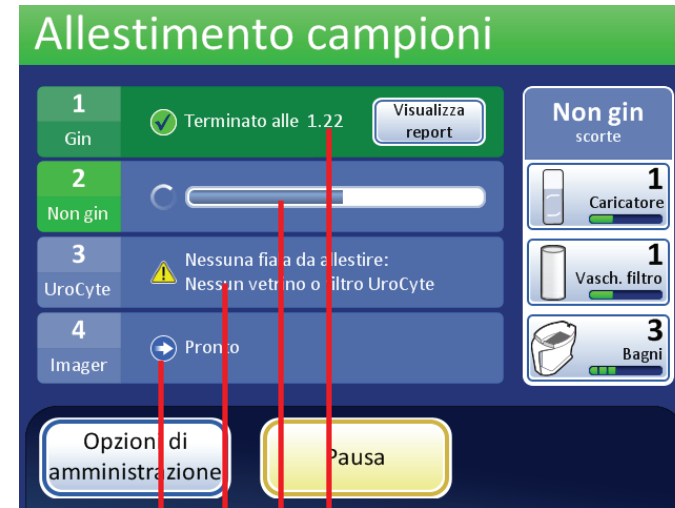 Allestimento campioni
1
Gin
Terminato alle 1.22
Visualizza
report
2
Non gin
3
UroCyte
Nessuna fiala da allestire:
Nessun vetrino o filtro UroCyte
4
Imager
Pronto
Non gin
scorte
1
Caricatore
1
Vasch. filtro
3
Bagni
Opzioni di
amministrazione
Pausa